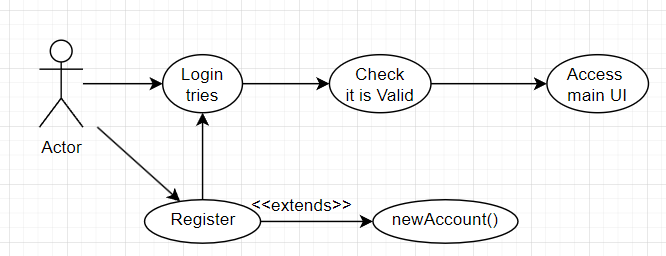 Login
tries
Check
it is Valid
Access
main UI
Actor
Register
<<extends>>
newAccount()